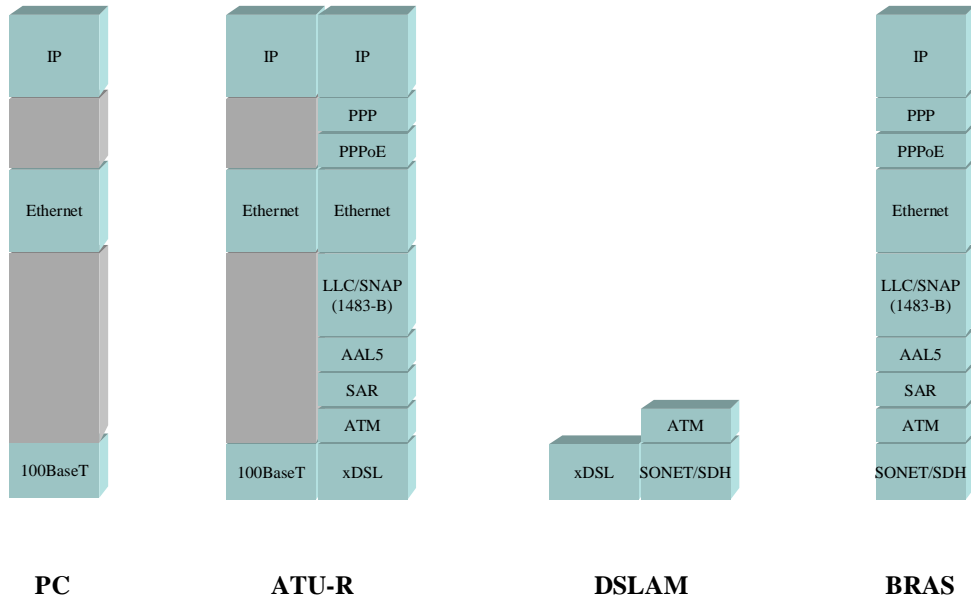 IP
Ethernet
100BaseT
PC
IP
Ethernet
100BaseT
IP
PPP
PPPoE
Ethernet
LLC/SNAP
(1483-B)
AAL5
SAR
ATM
xDSL
ATU-R
xDSL
ATM
SONET/SDH
DSLAM
IP
PPP
PPPoE
Ethernet
LLC/SNAP
(1483-B)
AAL5
SAR
ATM
SONET/SDH
BRAS